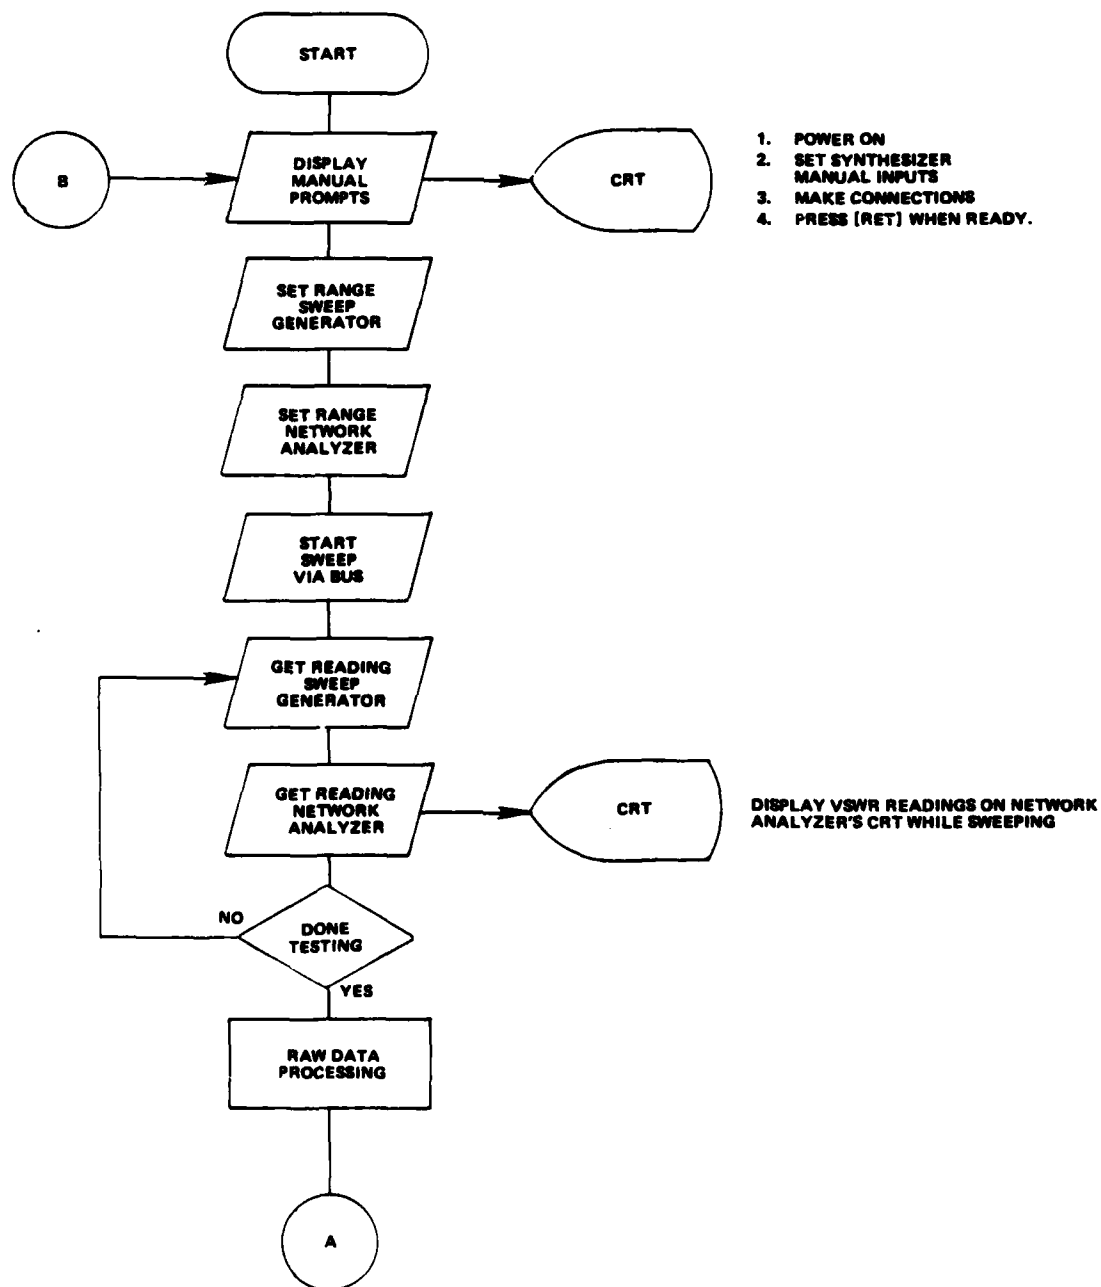 START
B
DISPLAY
MANUAL
PROMPTS
CRT
1. POWER ON
2. SET SYNTHESIZER
MANUAL INPUTS
3. MAKE CONNECTIONS
4. PRESS [RET] WHEN READY.
SET RANGE
SWEEP
GENERATOR
SET RANGE
NETWORK
ANALYZER
START
SWEEP
VIA BUS
GET READING
SWEEP
GENERATOR
GET READING
NETWORK
ANALYZER
CRT
DISPLAY VSWR READINGS ON NETWORK
ANALYZER'S CRT WHILE SWEEPING
NO
DONE
TESTING
YES
RAW DATA
PROCESSING
A